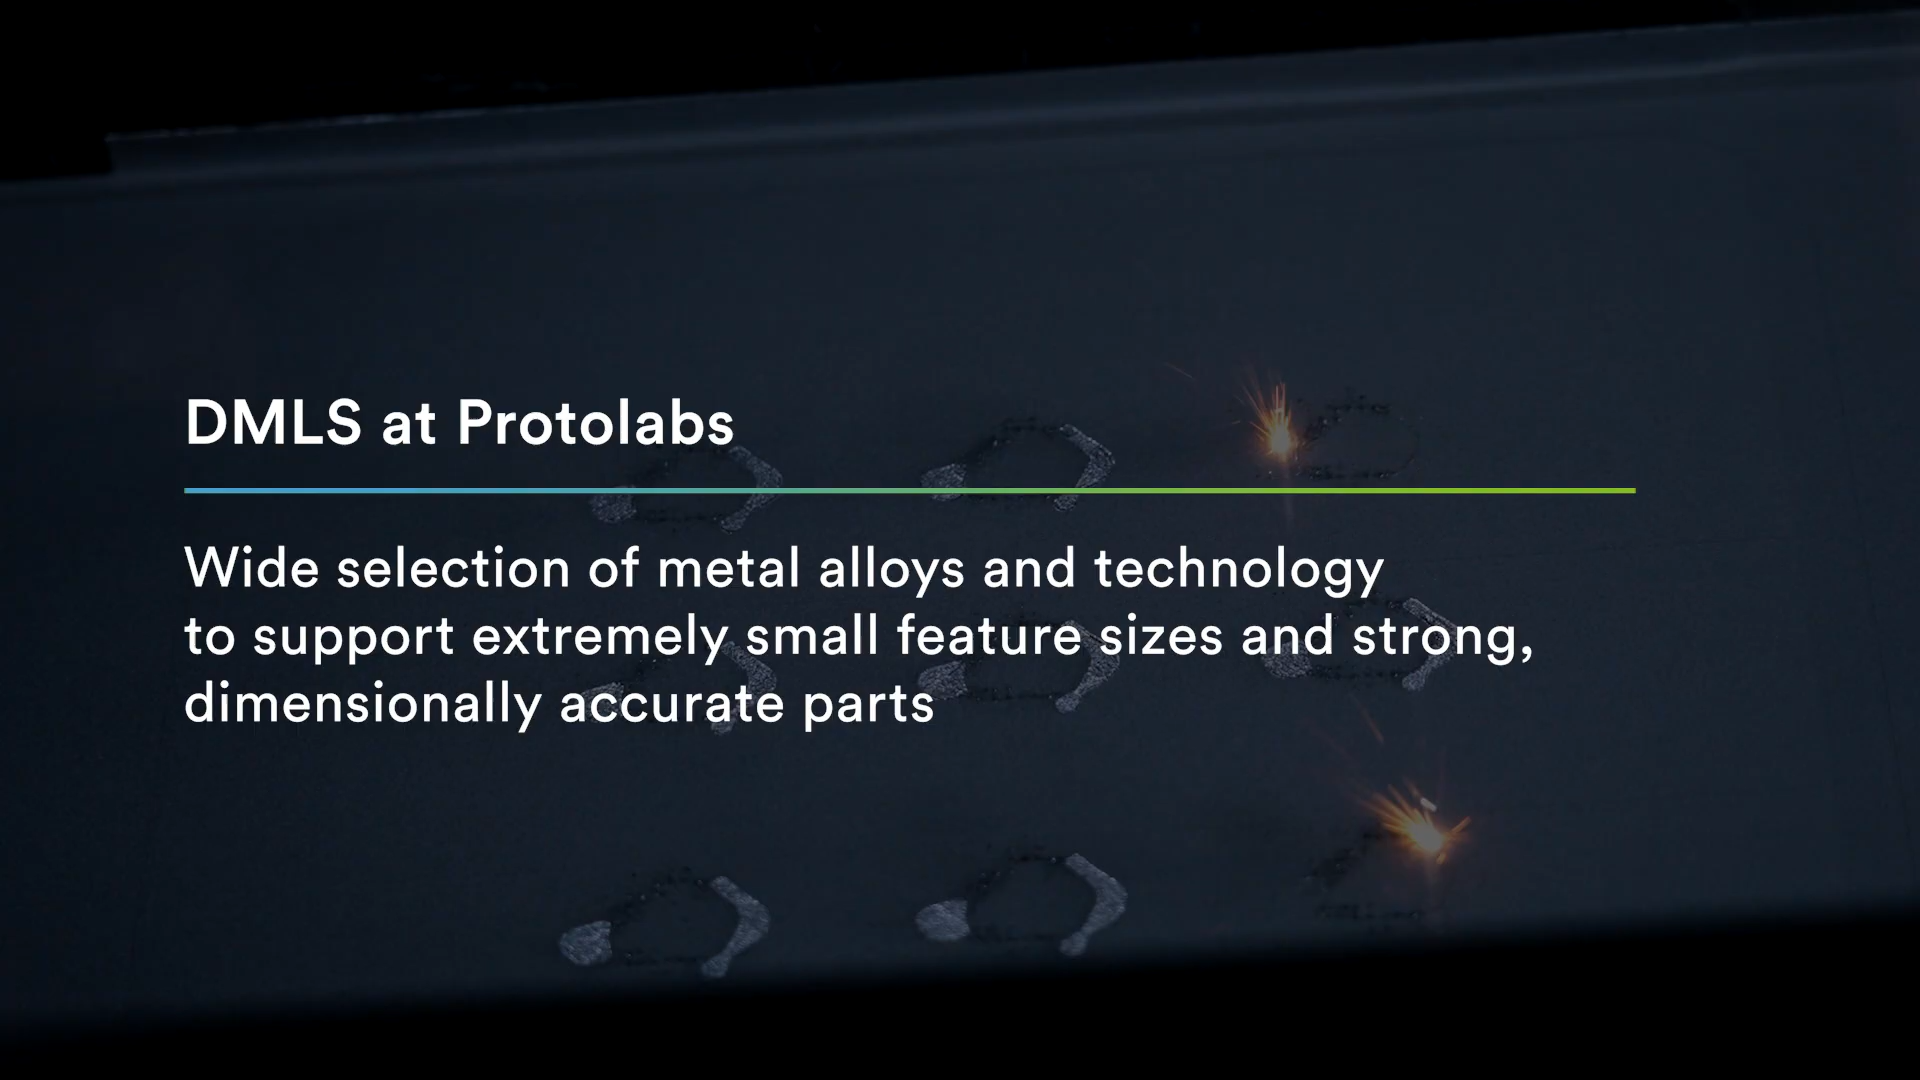 DMLS at Protolabs
Wide selection of metal alloys and technology
to support extremely small feature sizes and strong,
dimensionally accurate parts